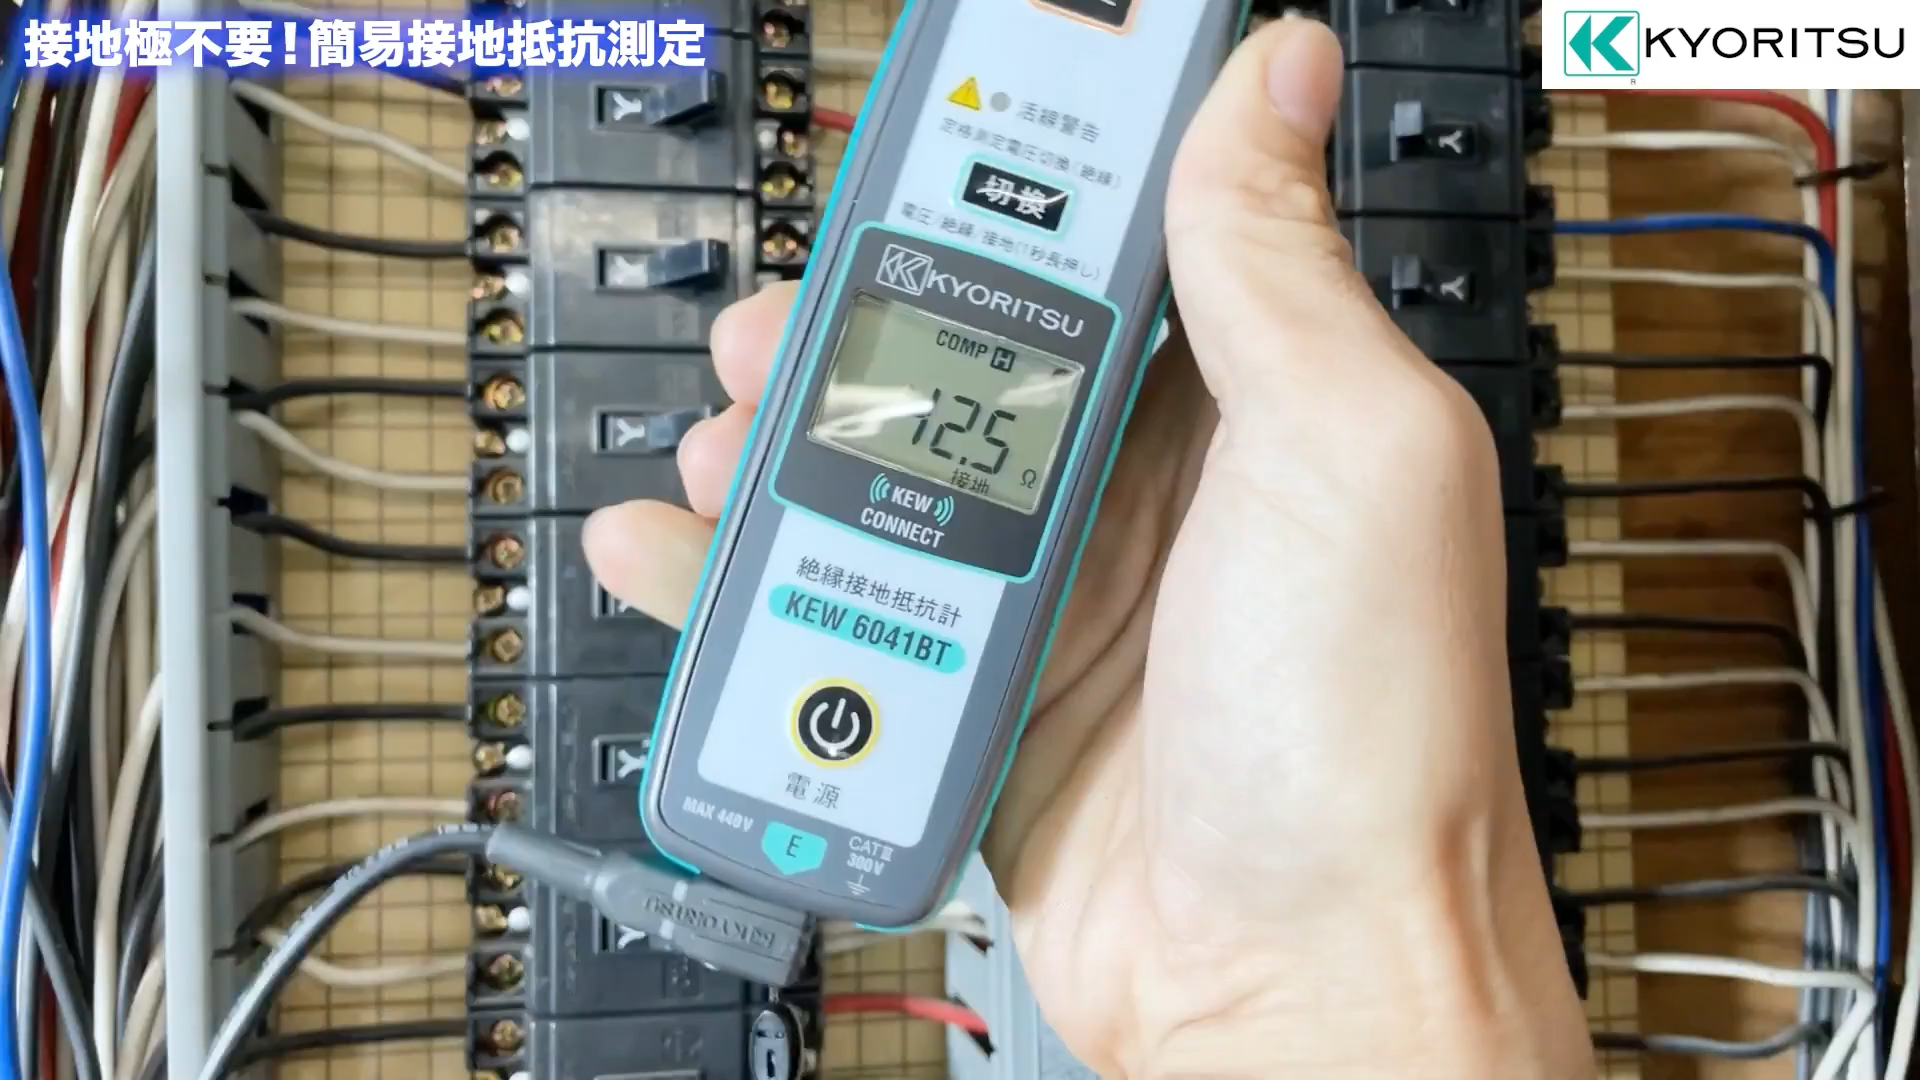 接地極不要！簡易接地抵抗測定
KYORITSU
活線警告
定格測定電圧切換(絶縁)
切換
電圧/絶縁/接地(1秒長押し)
KYORITSU
COMP H
12.5
接地 Ω
KEW
CONNECT
絶縁接地抵抗計
KEW 6041BT
電源
MAX 440V
E
CATⅢ
300V
KYORITSU